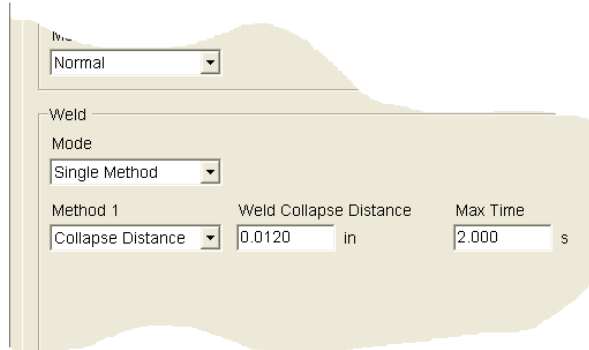 Normal
Weld
Mode
Single Method
Method 1 Weld Collapse Distance Max Time
Collapse Distance 0.0120 in 2.000 s